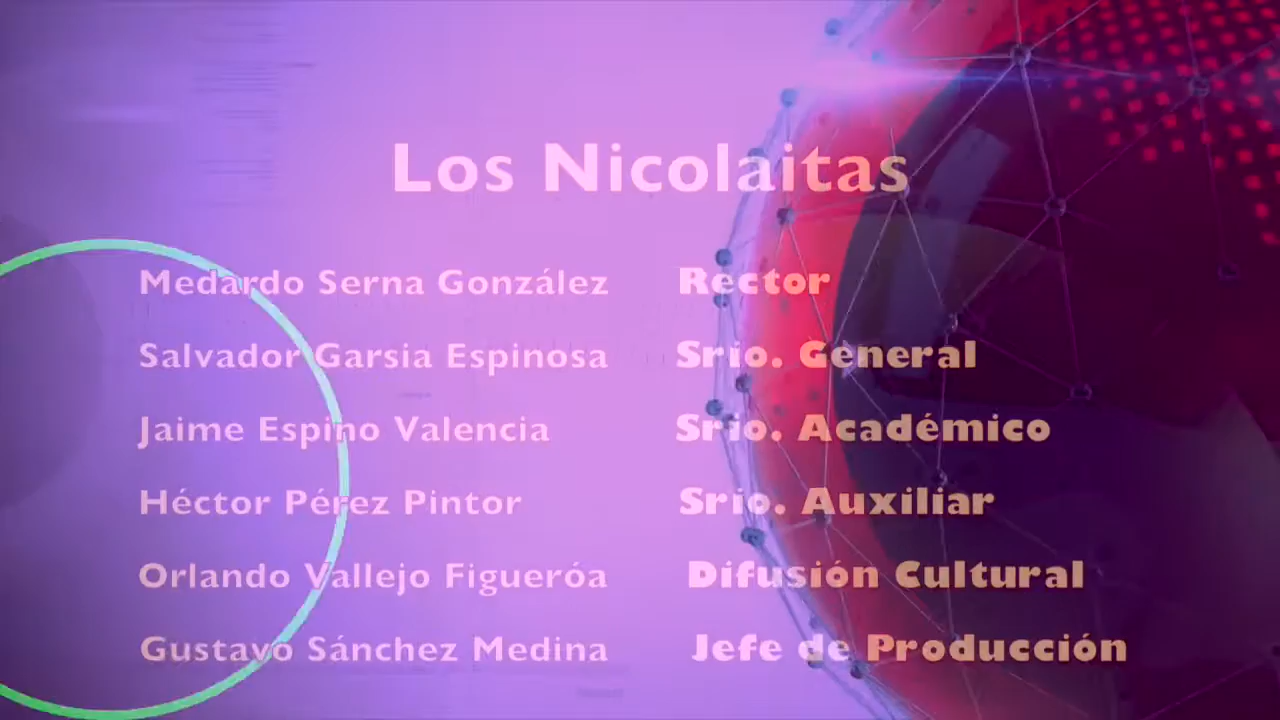 Los Nicolaitas
Medardo Serna González Rector
Salvador Garsia Espinosa Srio. General
Jaime Espino Valencia Srio. Académico
Héctor Pérez Pintor Srio. Auxiliar
Orlando Vallejo Figueróa Difusión Cultural
Gustavo Sánchez Medina Jefe de Producción